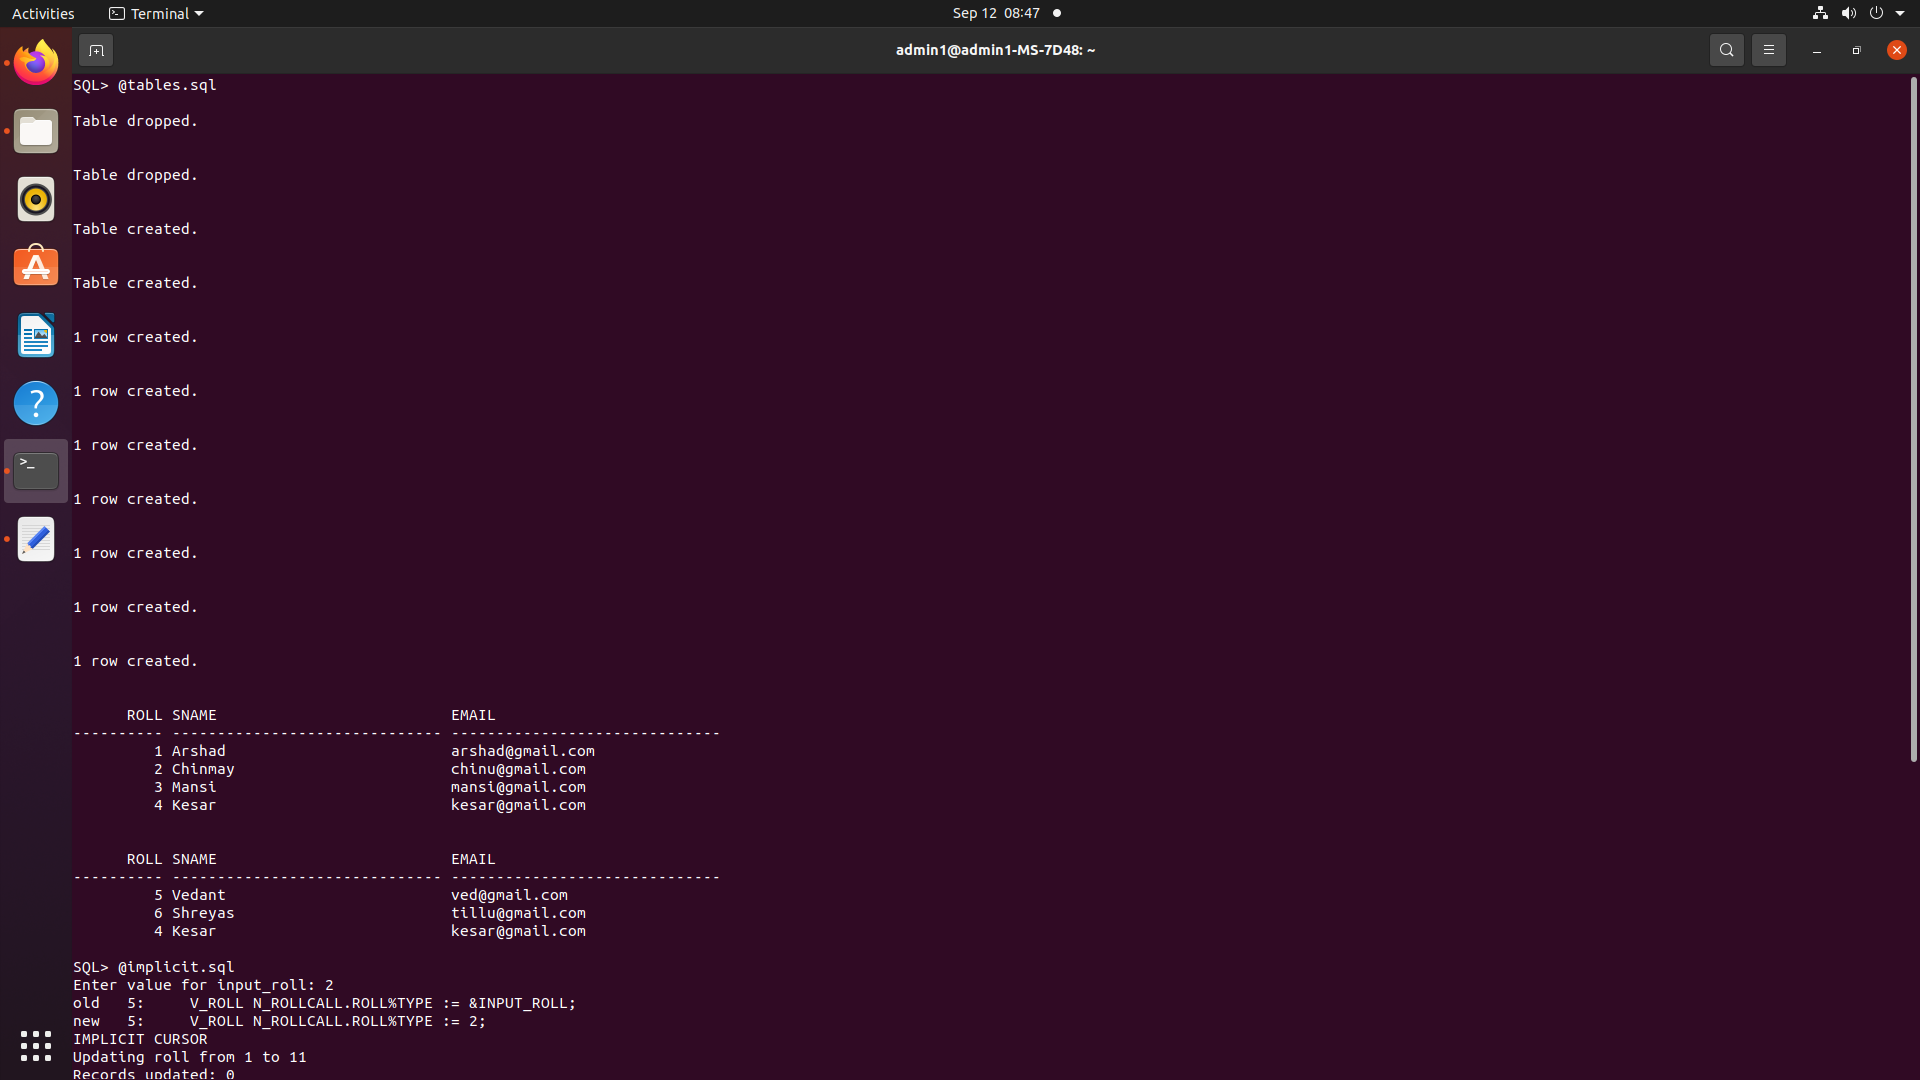 Activities Terminal Sep 12 08:47
admin1@admin1-MS-7D48: ~
SQL> @tables.sql
Table dropped.
Table dropped.
Table created.
Table created.
1 row created.
1 row created.
1 row created.
1 row created.
1 row created.
1 row created.
1 row created.
      ROLL SNAME                          EMAIL
---------- ------------------------------ ------------------------------
         1 Arshad                         arshad@gmail.com
         2 Chinmay                        chinu@gmail.com
         3 Mansi                          mansi@gmail.com
         4 Kesar                          kesar@gmail.com
      ROLL SNAME                          EMAIL
---------- ------------------------------ ------------------------------
         5 Vedant                         ved@gmail.com
         6 Shreyas                        tillu@gmail.com
         4 Kesar                          kesar@gmail.com
SQL> @implicit.sql
Enter value for input_roll: 2
old   5:     V_ROLL N_ROLLCALL.ROLL%TYPE := &INPUT_ROLL;
new   5:     V_ROLL N_ROLLCALL.ROLL%TYPE := 2;
IMPLICIT CURSOR
Updating roll from 1 to 11
Records updated: 0